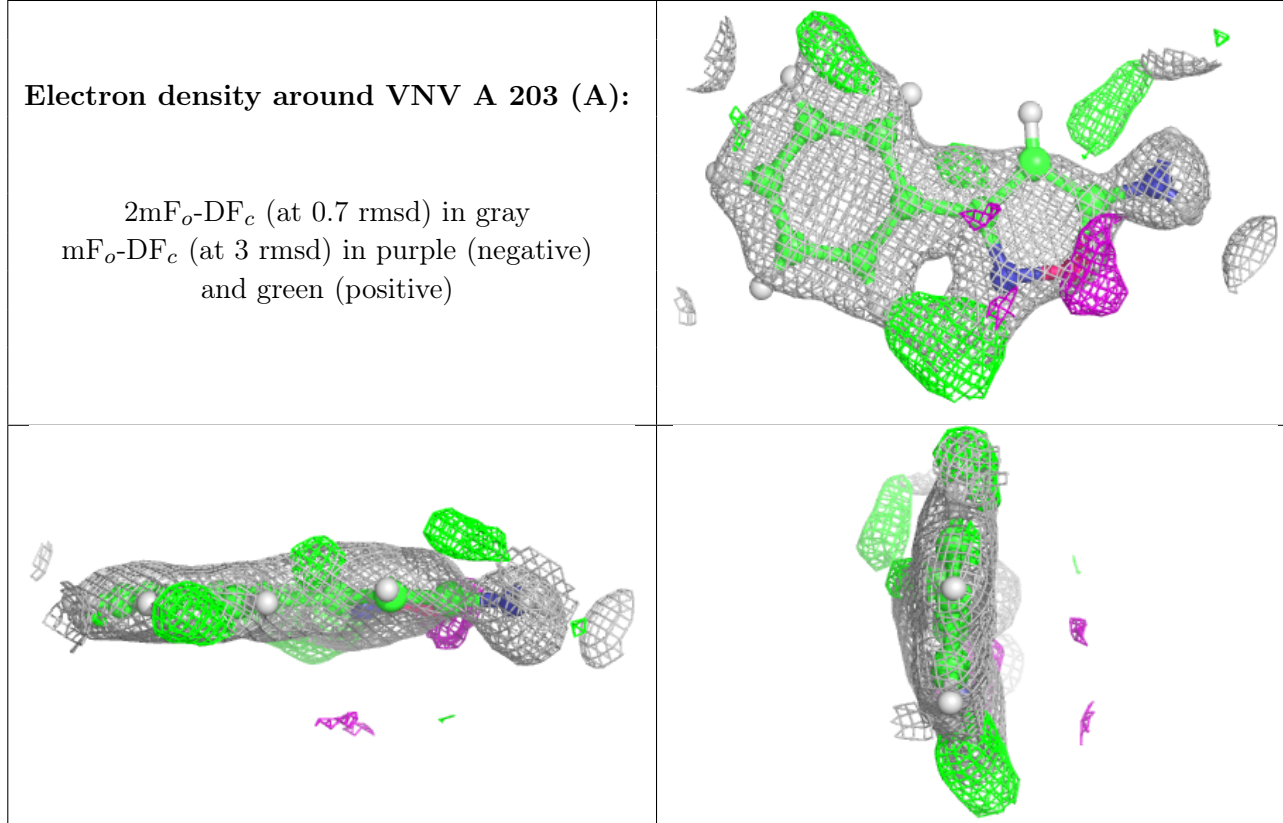 Electron density around VNV A 203 (A):
2mFo-DFc (at 0.7 rmsd) in gray
mFo-DFc (at 3 rmsd) in purple (negative)
and green (positive)